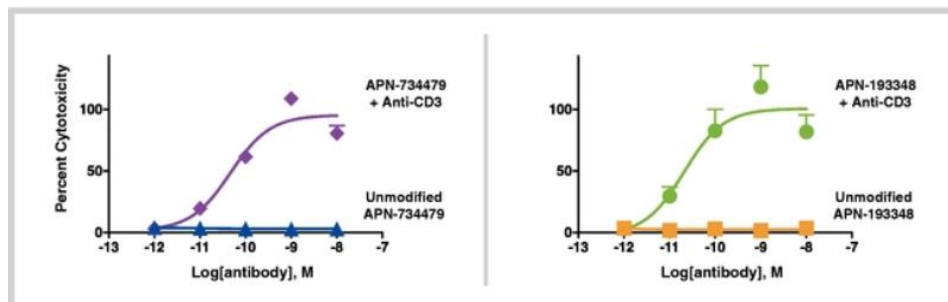 APN-734479
+ Anti-CD3
100
50
0
Percent Cytotoxicity
Unmodified
APN-734479
-13 -12 -11 -10 -9 -8 -7
Log[antibody], M
APN-193348
+ Anti-CD3
100
50
0
Unmodified
APN-193348
-13 -12 -11 -10 -9 -8 -7
Log[antibody], M